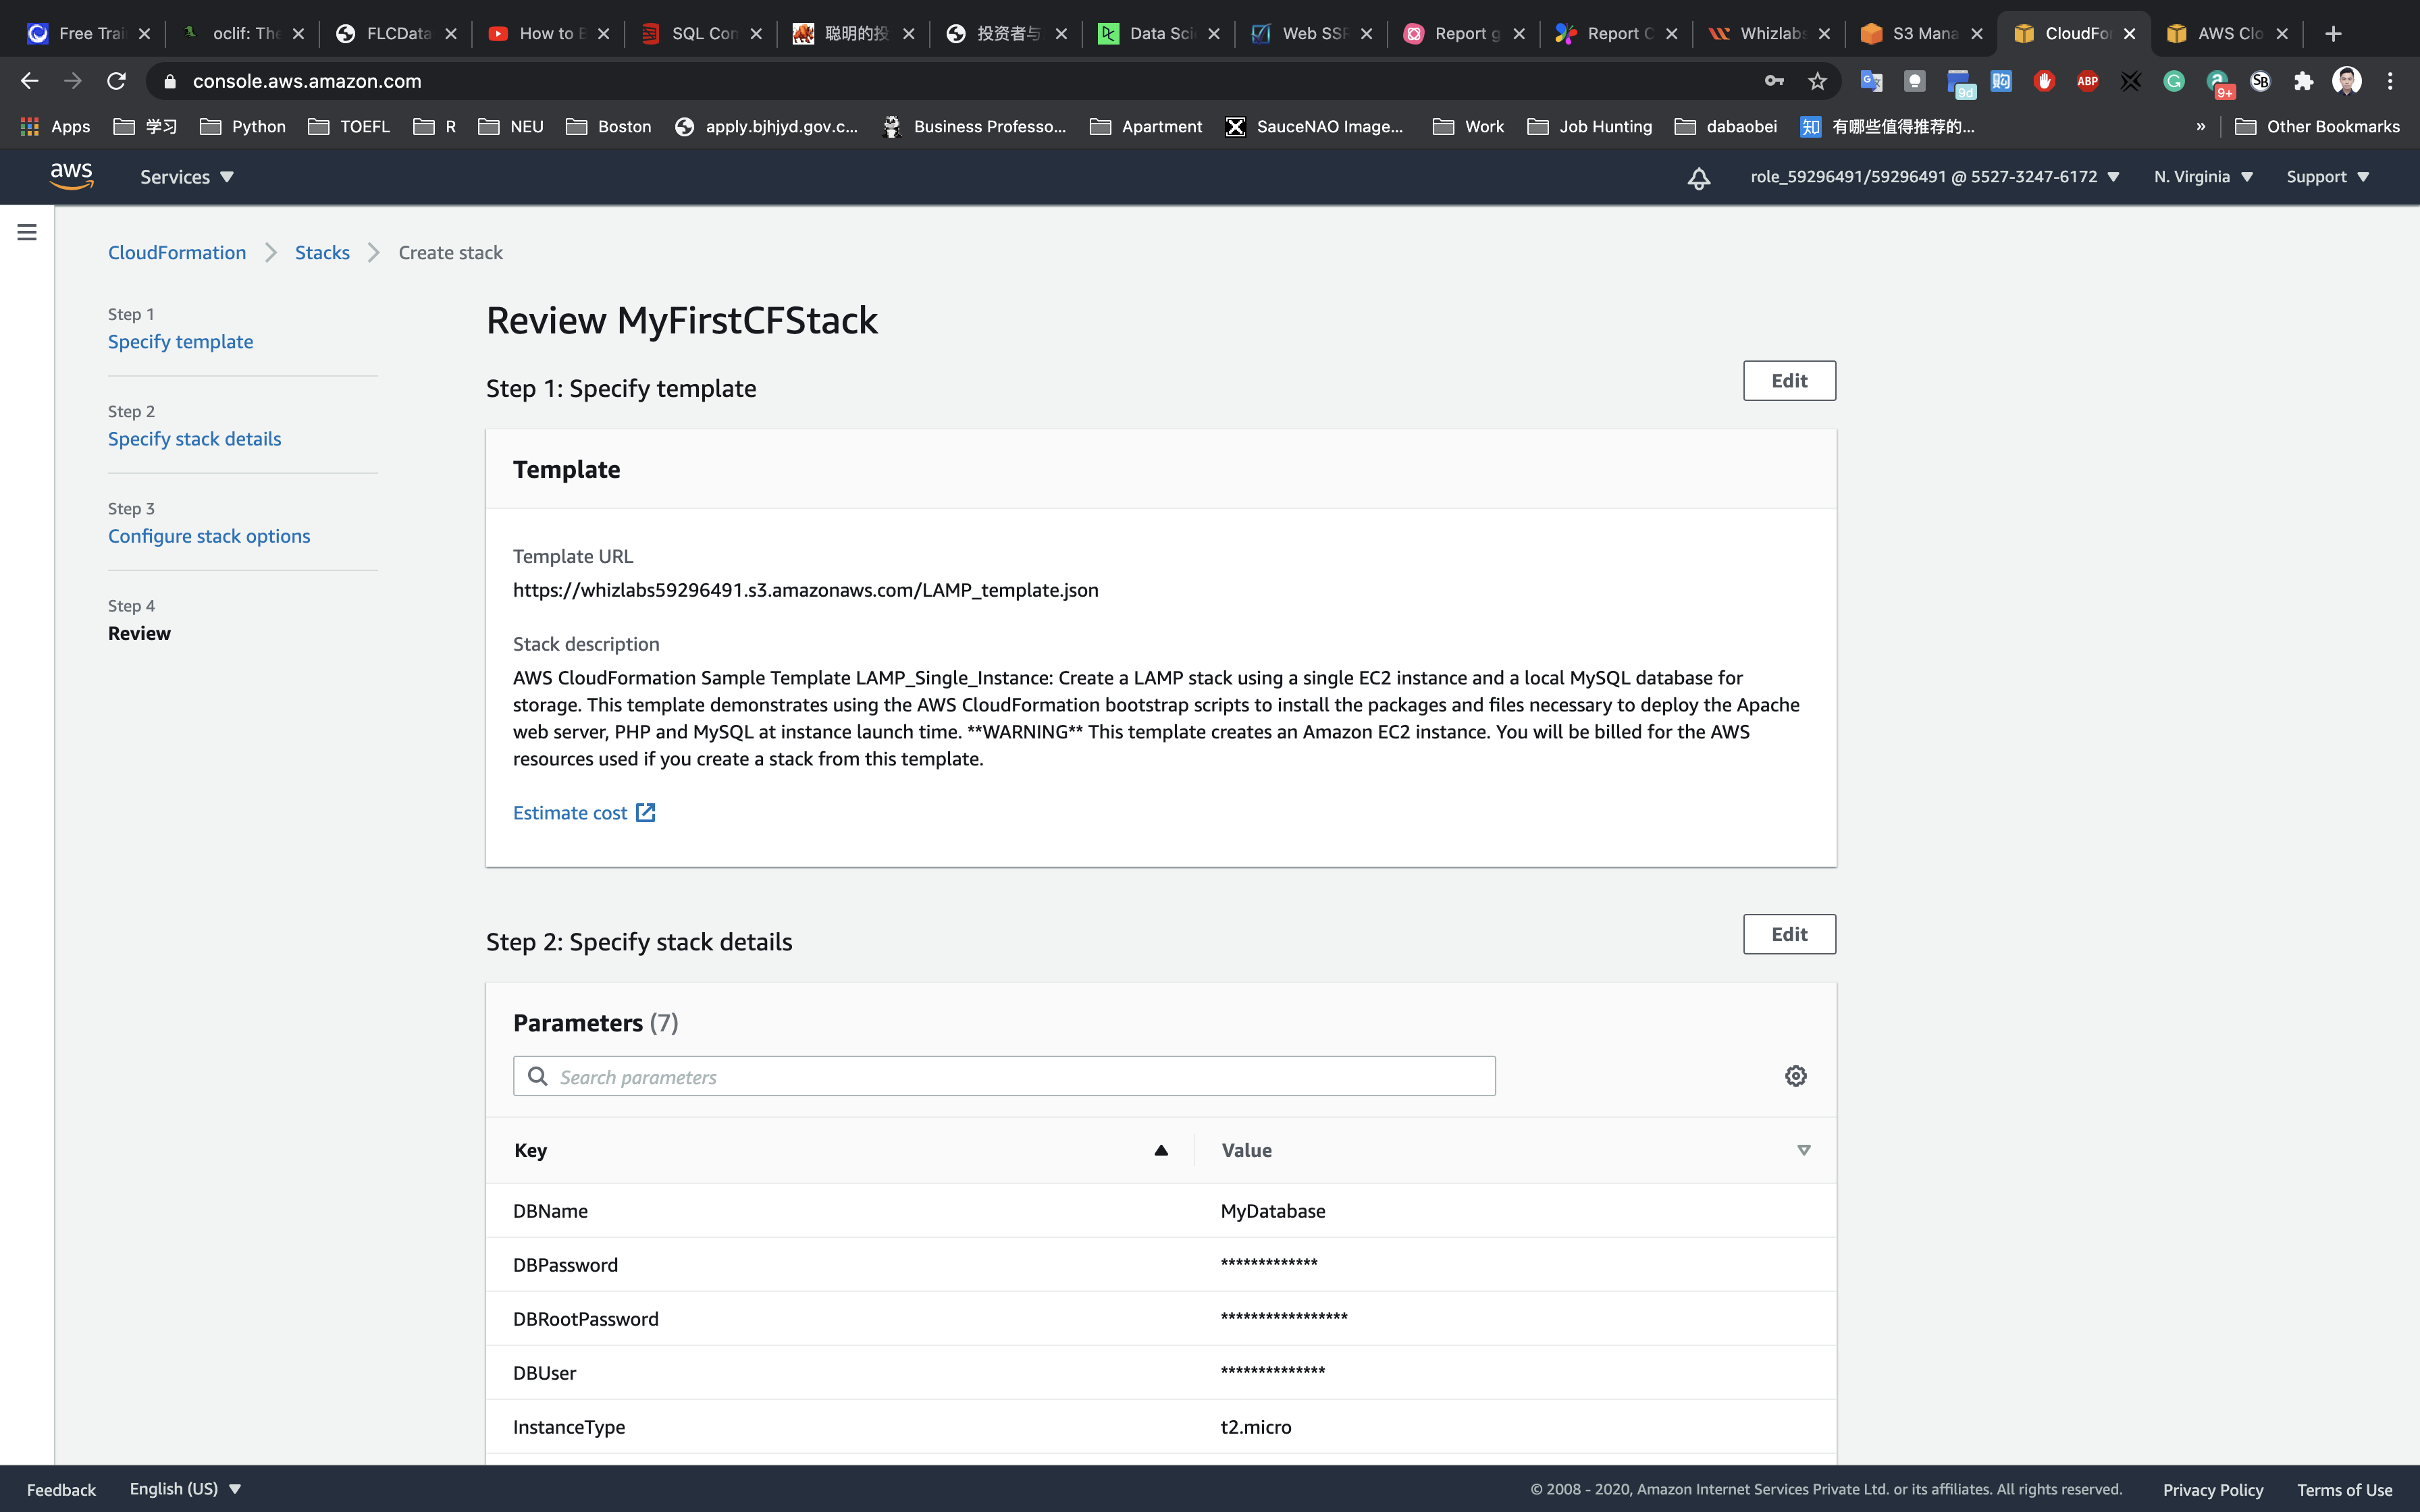 Free Trai
oclif: The
FLCData
How to E
SQL Con
聪明的投
投资者与
Data Scie
Web SSR
Report g
Report C
Whizlabs
S3 Mana
CloudFo
AWS Clo
console.aws.amazon.com
9d
ABP
9+
SB
Apps
学习
Python
TOEFL
R
NEU
Boston
apply.bjhjyd.gov.c...
Business Professo...
Apartment
SauceNAO Image...
Work
Job Hunting
dabaobei
知 有哪些值得推荐的...
»
Other Bookmarks
aws
Services
role_59296491/59296491 @ 5527-3247-6172
N. Virginia
Support
CloudFormation
Stacks
Create stack
Step 1
Specify template
Step 2
Specify stack details
Step 3
Configure stack options
Step 4
Review
Review MyFirstCFStack
Step 1: Specify template
Edit
Template
Template URL
https://whizlabs59296491.s3.amazonaws.com/LAMP_template.json
Stack description
AWS CloudFormation Sample Template LAMP_Single_Instance: Create a LAMP stack using a single EC2 instance and a local MySQL database for
storage. This template demonstrates using the AWS CloudFormation bootstrap scripts to install the packages and files necessary to deploy the Apache
web server, PHP and MySQL at instance launch time. **WARNING** This template creates an Amazon EC2 instance. You will be billed for the AWS
resources used if you create a stack from this template.
Estimate cost
Step 2: Specify stack details
Edit
Parameters (7)
Search parameters
Key
Value
DBName
MyDatabase
DBPassword
*************
DBRootPassword
*****************
DBUser
**************
InstanceType
t2.micro
Feedback
English (US)
© 2008 - 2020, Amazon Internet Services Private Ltd. or its affiliates. All rights reserved.
Privacy Policy
Terms of Use